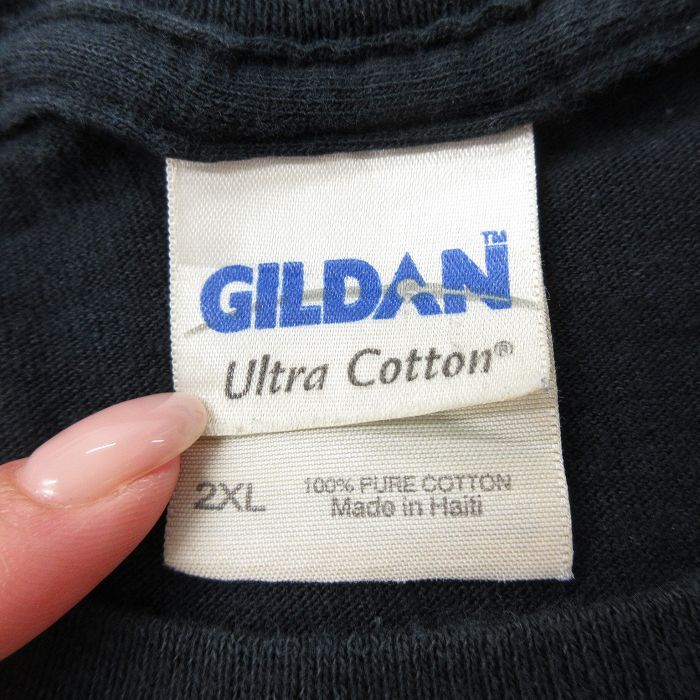 GILDAN™
Ultra Cotton®
2XL 100% PURE COTTON
Made in Haiti